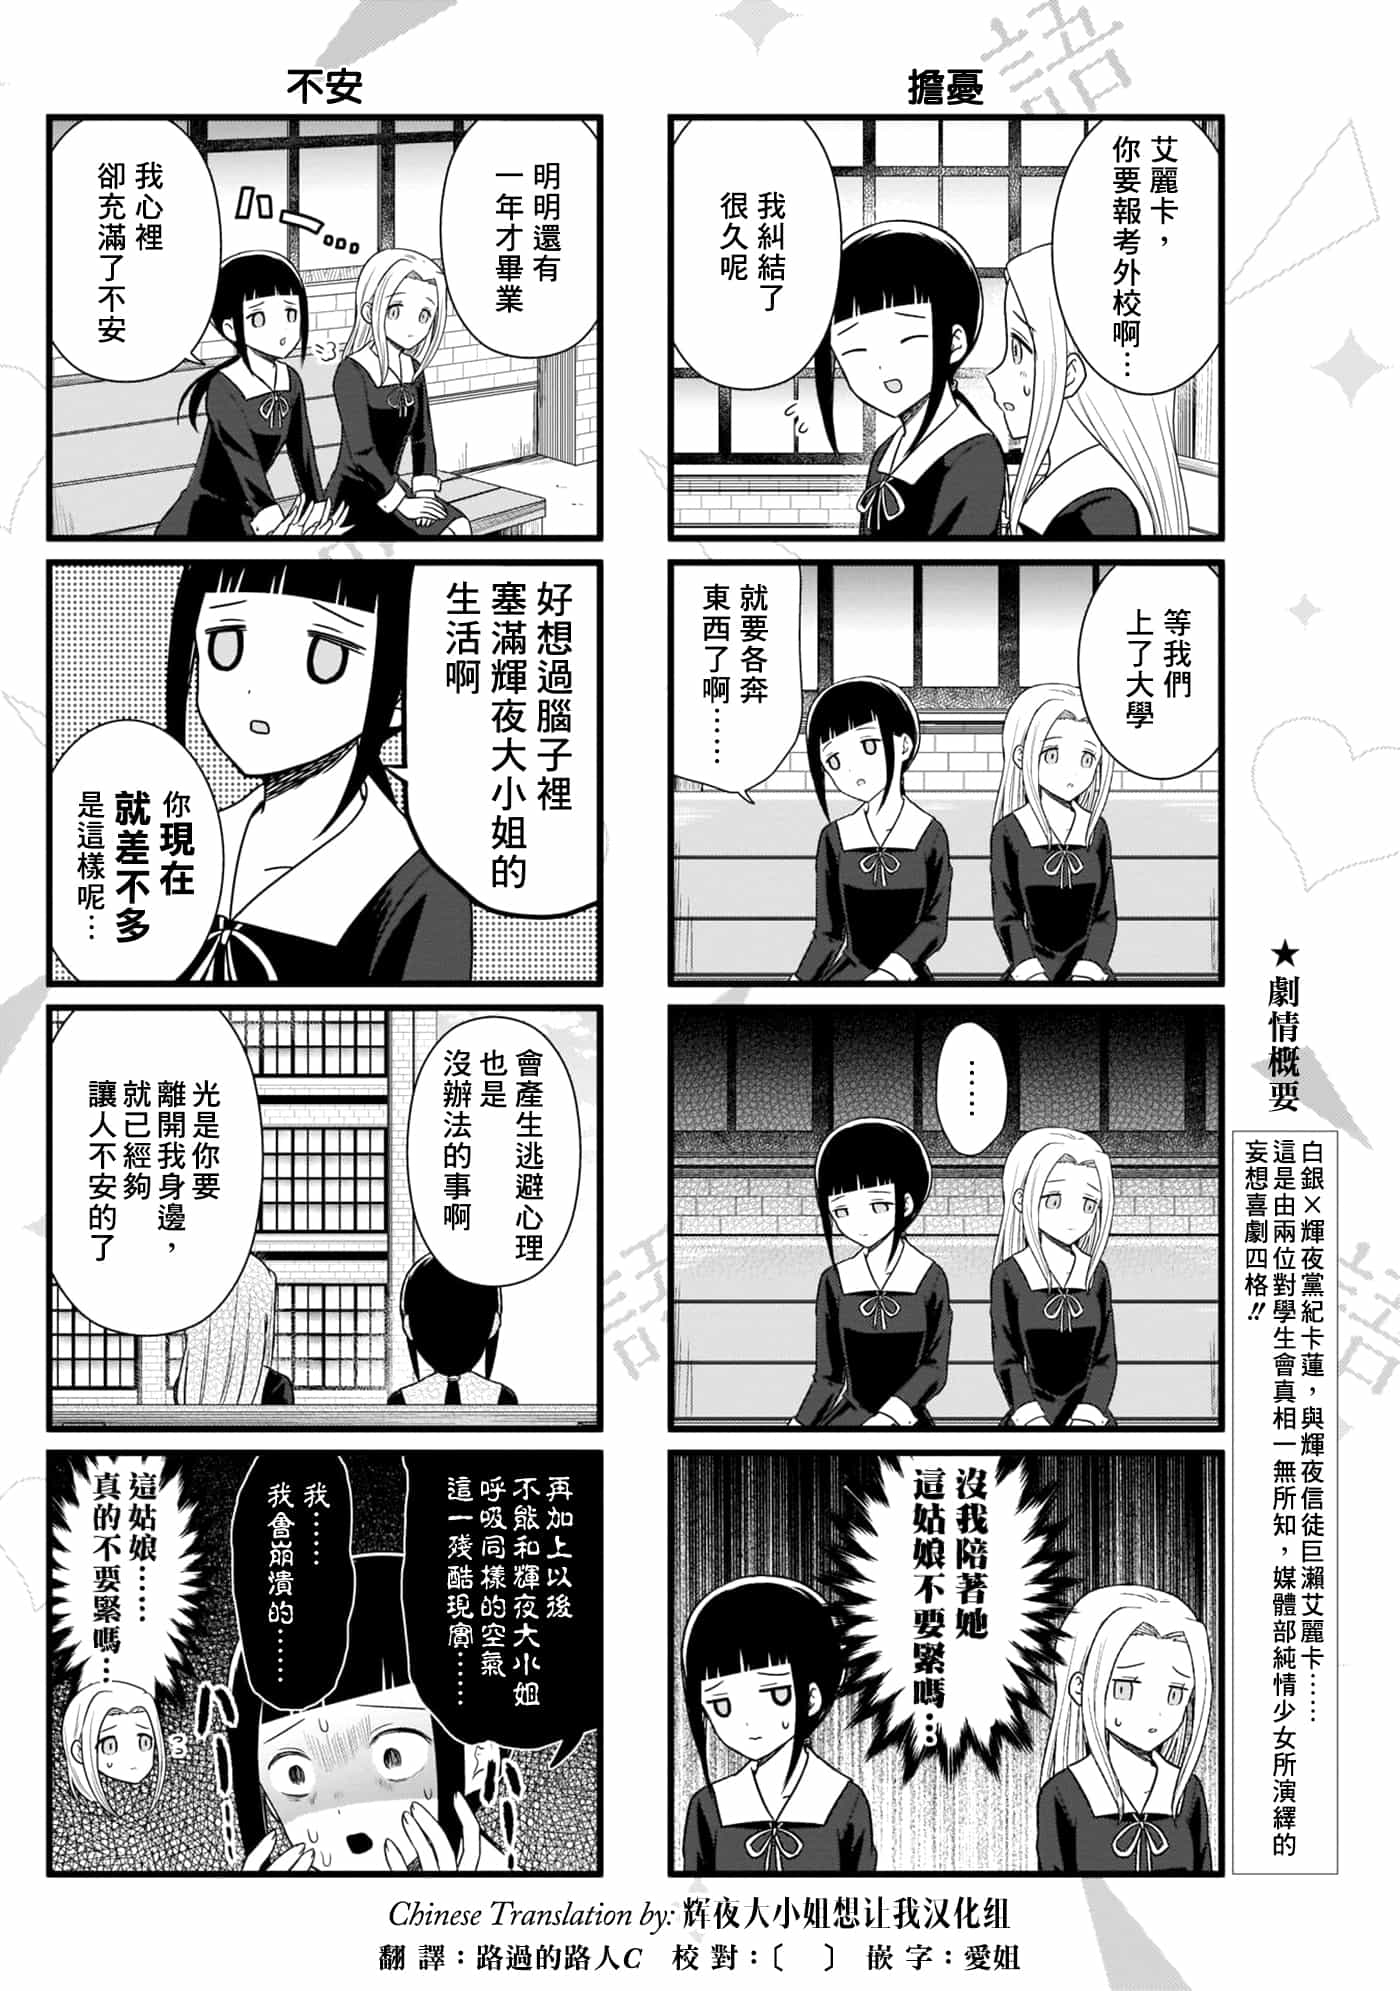 擔憂
艾麗卡，
你要報考外校啊…
我糾結了
很久呢
等我們
上了大學
就要各奔
東西了啊……
……
沒我陪著她
這姑娘不要緊嗎…
不安
明明還有
一年才畢業
我心裡
卻充滿了不安
ハー…
好想過腦子裡
塞滿輝夜大小姐的
生活啊
你現在
就差不多
是這樣呢…
會產生逃避心理
也是
沒辦法的事啊
光是你要
離開我身邊，
就已經夠
讓人不安的了
再加上以後
不能和輝夜大小姐
呼吸同樣的空氣
這一殘酷現實……
我……
我會崩潰的……
這姑娘……
真的不要緊嗎…
★劇情概要
白銀×輝夜黨紀卡蓮，與輝夜信徒巨瀨艾麗卡……
這是由兩位對學生會真相一無所知，媒體部純情少女所演繹的
妄想喜劇四格!!
語
語
Chinese Translation by: 辉夜大小姐想让我汉化组
翻譯：路過的路人C 校對：〔 〕 嵌字：愛姐